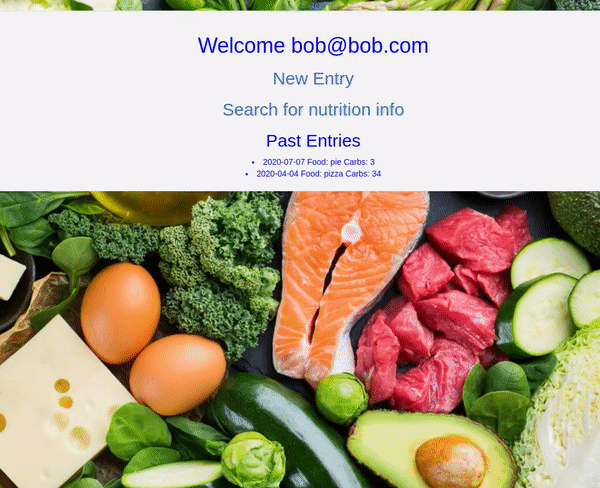 Welcome bob@bob.com
New Entry
Search for nutrition info
Past Entries
• 2020-07-07 Food: pie Carbs: 3
• 2020-04-04 Food: pizza Carbs: 34